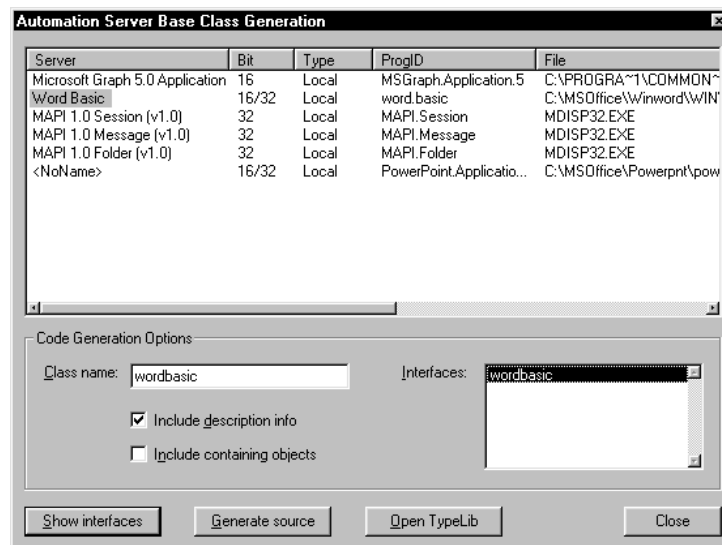 Automation Server Base Class Generation
Server Bit Type ProgID File
Microsoft Graph 5.0 Application 16 Local MSGraph.Application.5 C:\PROGRA~1\COMMON~
Word Basic 16/32 Local word.basic C:\MSOffice\Winword\WIN
MAPI 1.0 Session (v1.0) 32 Local MAPI.Session MDISP32.EXE
MAPI 1.0 Message (v1.0) 32 Local MAPI.Message MDISP32.EXE
MAPI 1.0 Folder (v1.0) 32 Local MAPI.Folder MDISP32.EXE
<NoName> 16/32 Local PowerPoint.Applicatio... C:\MSOffice\Powerpnt\pow
Code Generation Options
Class name: wordbasic Interfaces: wordbasic
Include description info
Include containing objects
Show interfaces Generate source Open TypeLib Close